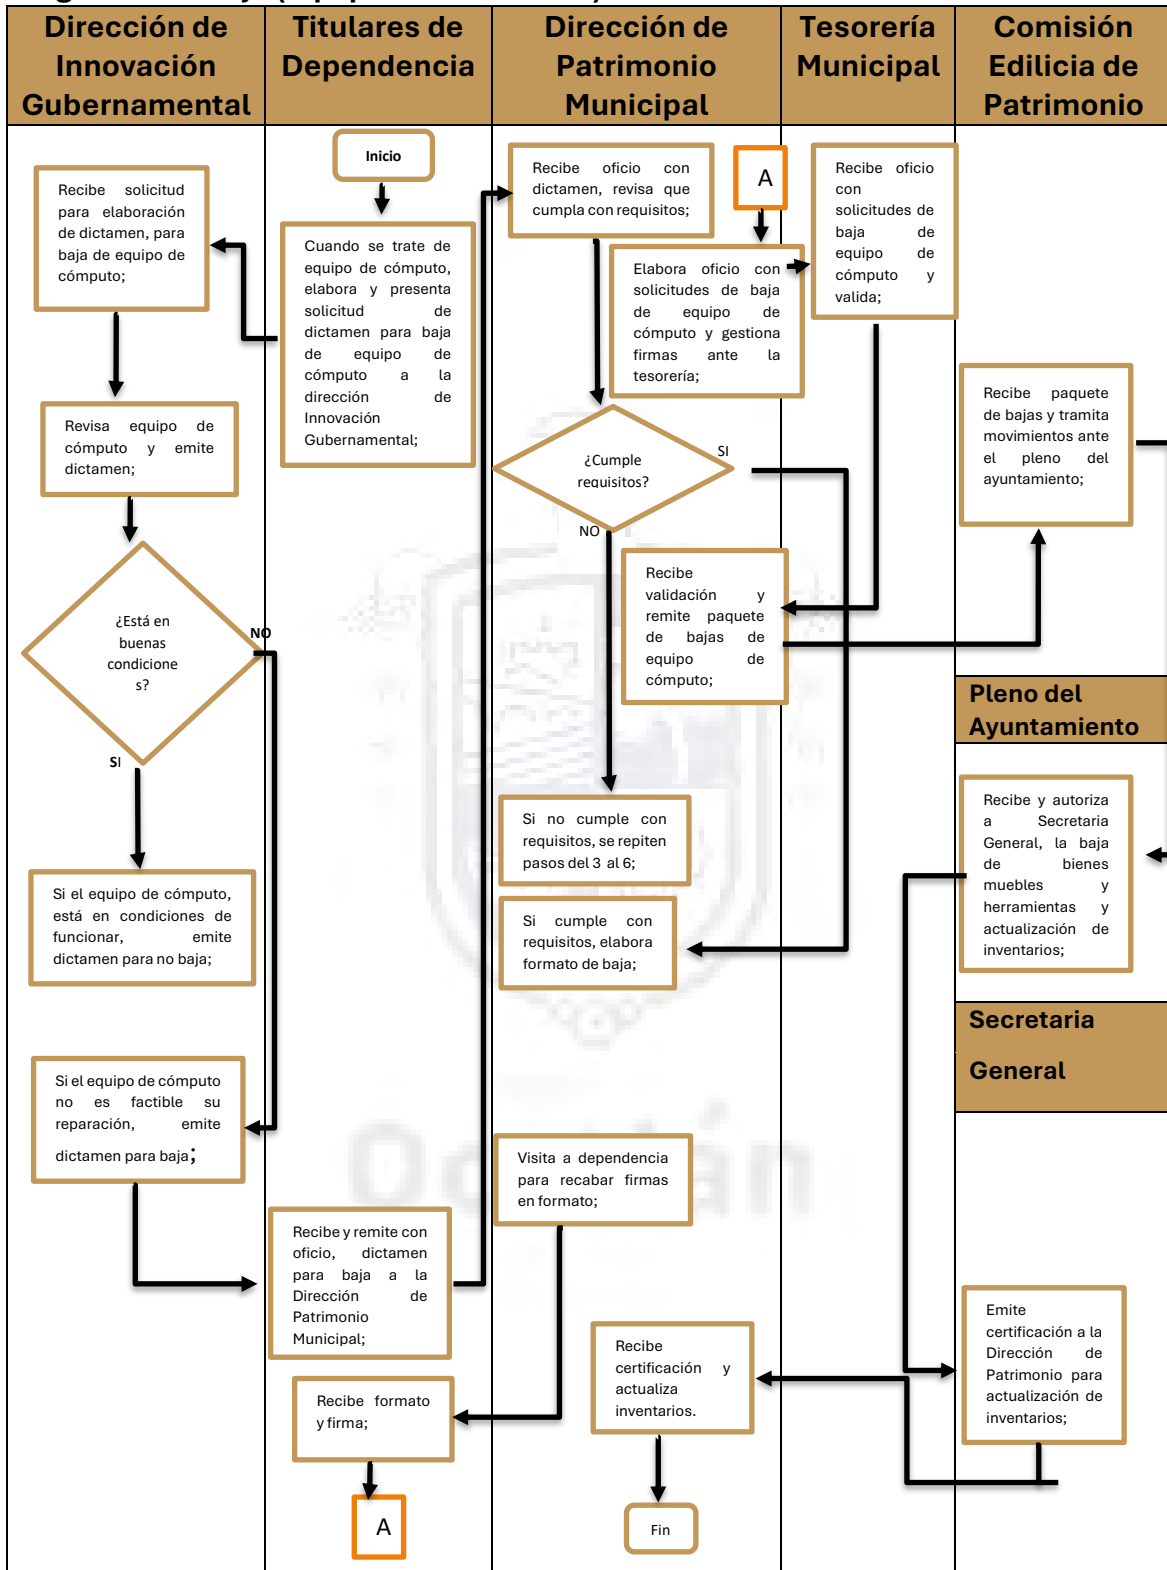 Dirección de
Innovación
Gubernamental
Titulares de
Dependencia
Dirección de
Patrimonio
Municipal
Tesorería
Municipal
Comisión
Edilicia de
Patrimonio
Recibe solicitud
para elaboración
de dictamen, para
baja de equipo de
cómputo;
Revisa equipo de
cómputo y emite
dictamen;
¿Está en
buenas
condicione
s?
NO
SI
Si el equipo de cómputo,
está en condiciones de
funcionar, emite
dictamen para no baja;
Si el equipo de cómputo
no es factible su
reparación, emite
dictamen para baja;
Inicio
Cuando se trate de
equipo de cómputo,
elabora y presenta
solicitud de
dictamen para baja
de equipo de
cómputo a la
dirección de
Innovación
Gubernamental;
Recibe y remite con
oficio, dictamen
para baja a la
Dirección de
Patrimonio
Municipal;
Recibe formato
y firma;
A
Recibe oficio con
dictamen, revisa que
cumpla con requisitos;
A
Elabora oficio con
solicitudes de baja
de equipo de
cómputo y gestiona
firmas ante la
tesorería;
¿Cumple
requisitos?
SI
NO
Recibe
validación y
remite paquete
de bajas de
equipo de
cómputo;
Si no cumple con
requisitos, se repiten
pasos del 3 al 6;
Si cumple con
requisitos, elabora
formato de baja;
Visita a dependencia
para recabar firmas
en formato;
Recibe
certificación y
actualiza
inventarios.
Fin
Recibe oficio
con
solicitudes de
baja de
equipo de
cómputo y
valida;
Recibe paquete
de bajas y tramita
movimientos ante
el pleno del
ayuntamiento;
Pleno del
Ayuntamiento
Recibe y autoriza
a Secretaria
General, la baja
de bienes
muebles y
herramientas y
actualización de
inventarios;
Secretaria
General
Emite
certificación a la
Dirección de
Patrimonio para
actualización de
inventarios;